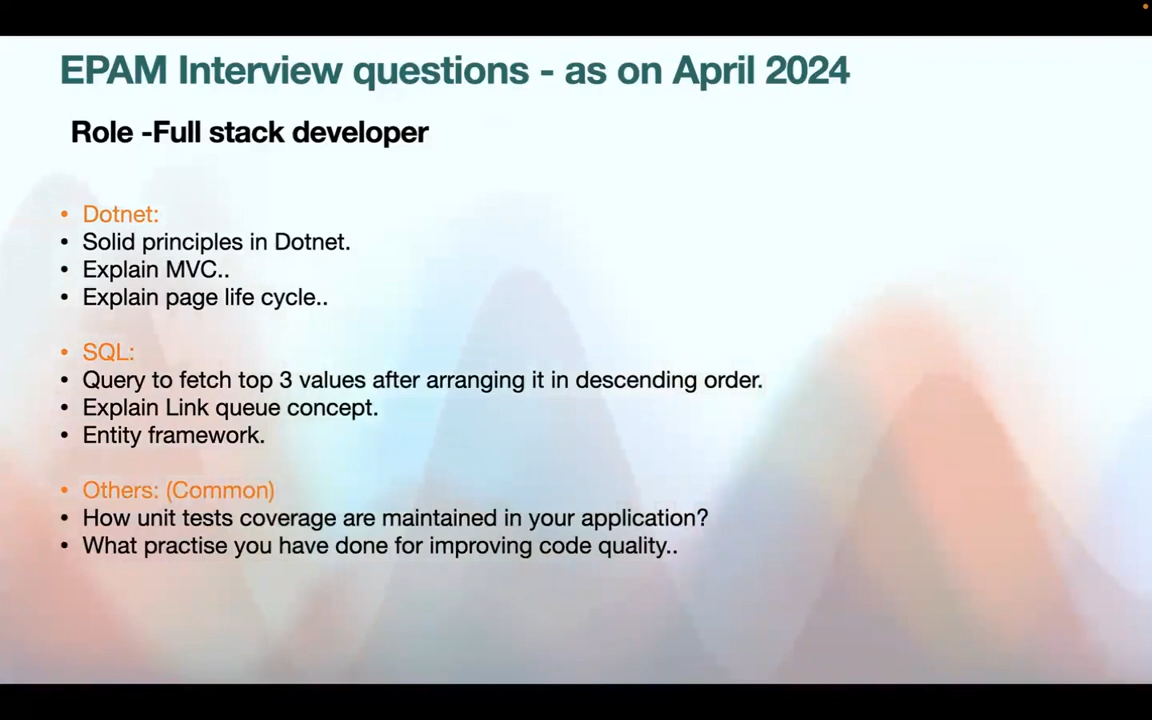 EPAM Interview questions - as on April 2024
Role -Full stack developer
• Dotnet:
• Solid principles in Dotnet.
• Explain MVC..
• Explain page life cycle..
• SQL:
• Query to fetch top 3 values after arranging it in descending order.
• Explain Link queue concept.
• Entity framework.
• Others: (Common)
• How unit tests coverage are maintained in your application?
• What practise you have done for improving code quality..